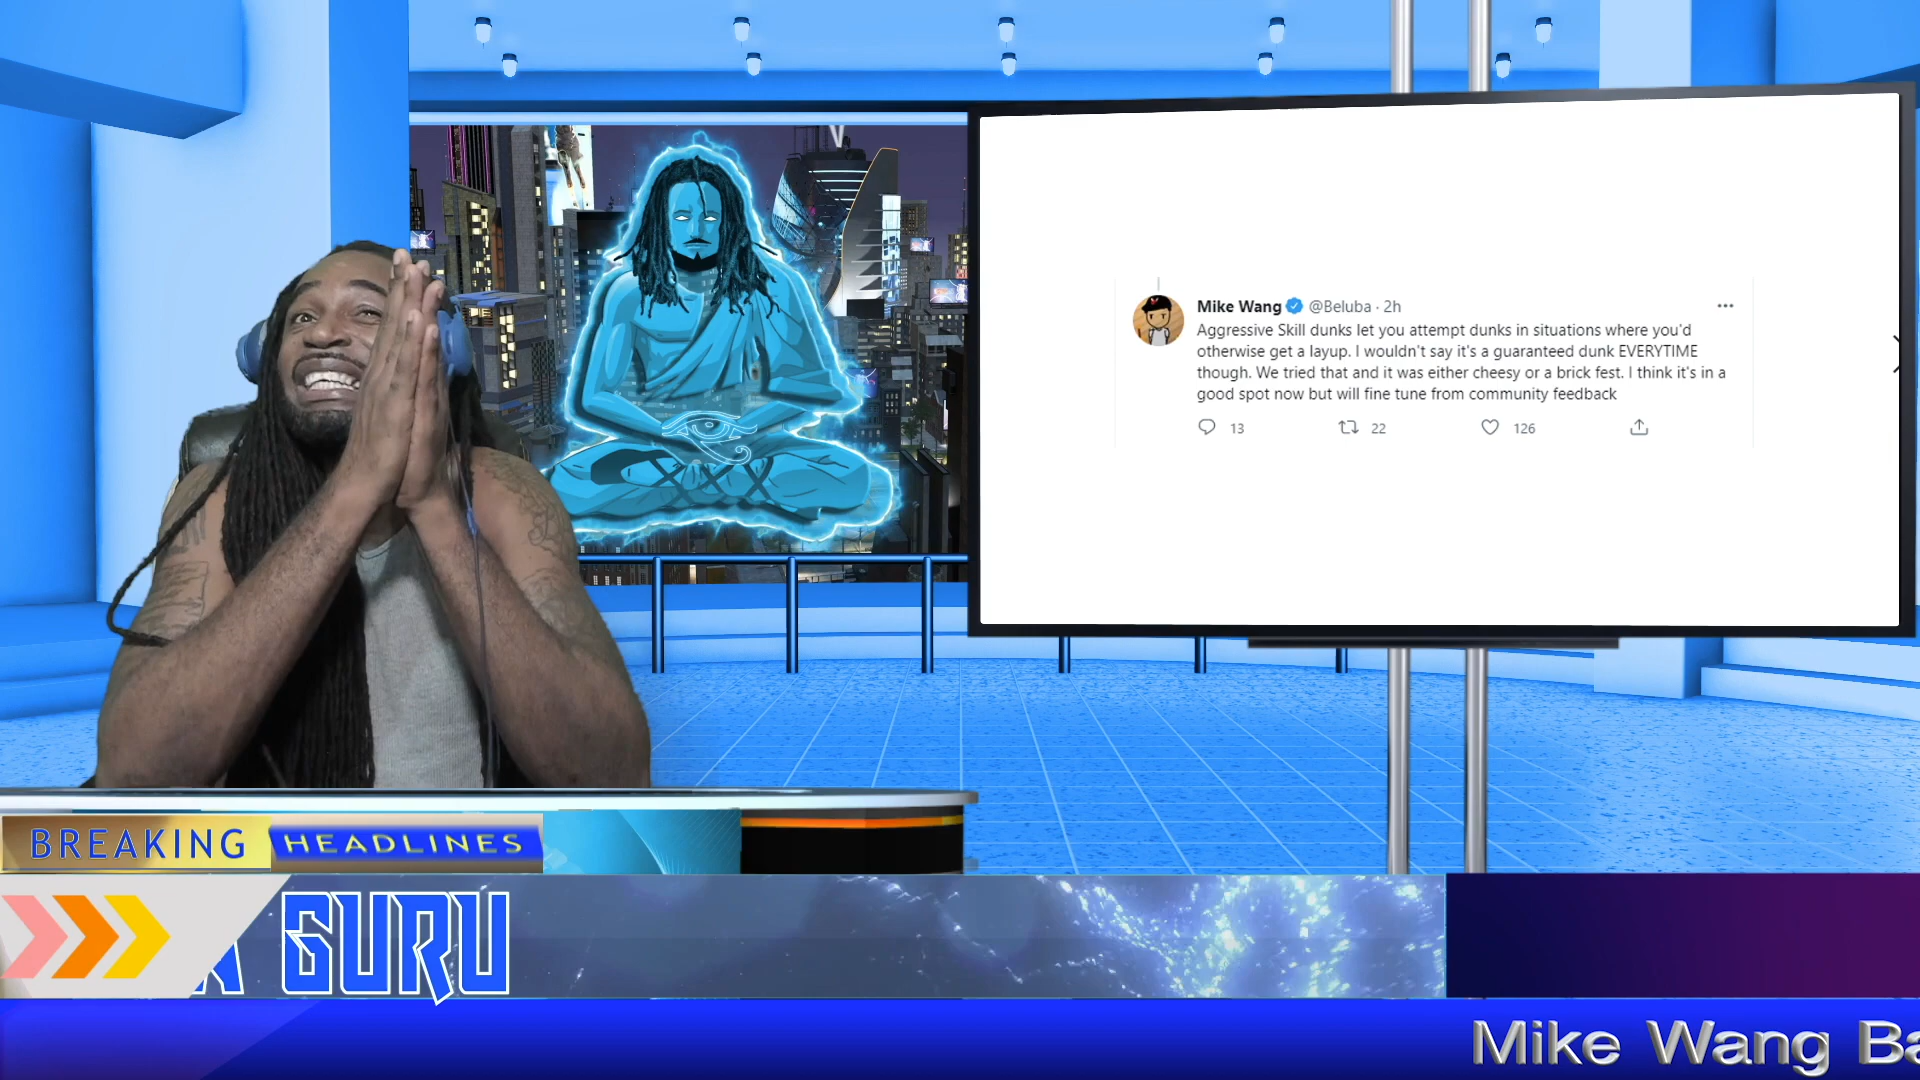 Mike Wang @Beluba · 2h
Aggressive Skill dunks let you attempt dunks in situations where you'd
otherwise get a layup. I wouldn't say it's a guaranteed dunk EVERYTIME
though. We tried that and it was either cheesy or a brick fest. I think it's in a
good spot now but will fine tune from community feedback
13 22 126
BREAKING HEADLINES
GURU
Mike Wang Ba